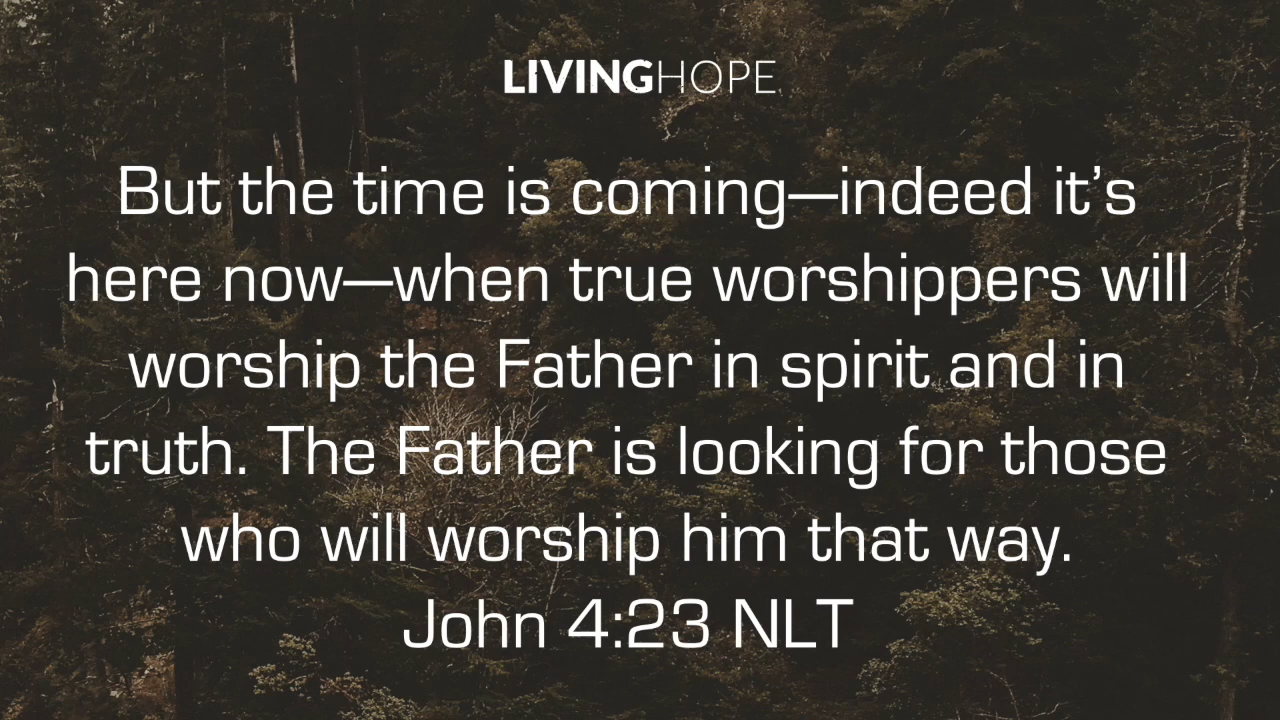 LIVINGHOPE
But the time is coming—indeed it’s
here now—when true worshippers will
worship the Father in spirit and in
truth. The Father is looking for those
who will worship him that way.
John 4:23 NLT